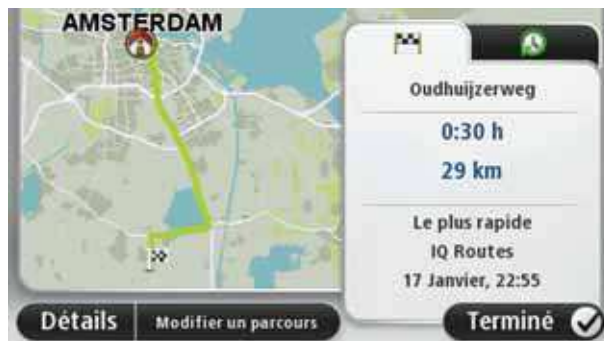 AMSTERDAM
Oudhuijzerweg
0:30 h
29 km
Le plus rapide
IQ Routes
17 Janvier, 22:55
Détails
Modifier un parcours
Terminé